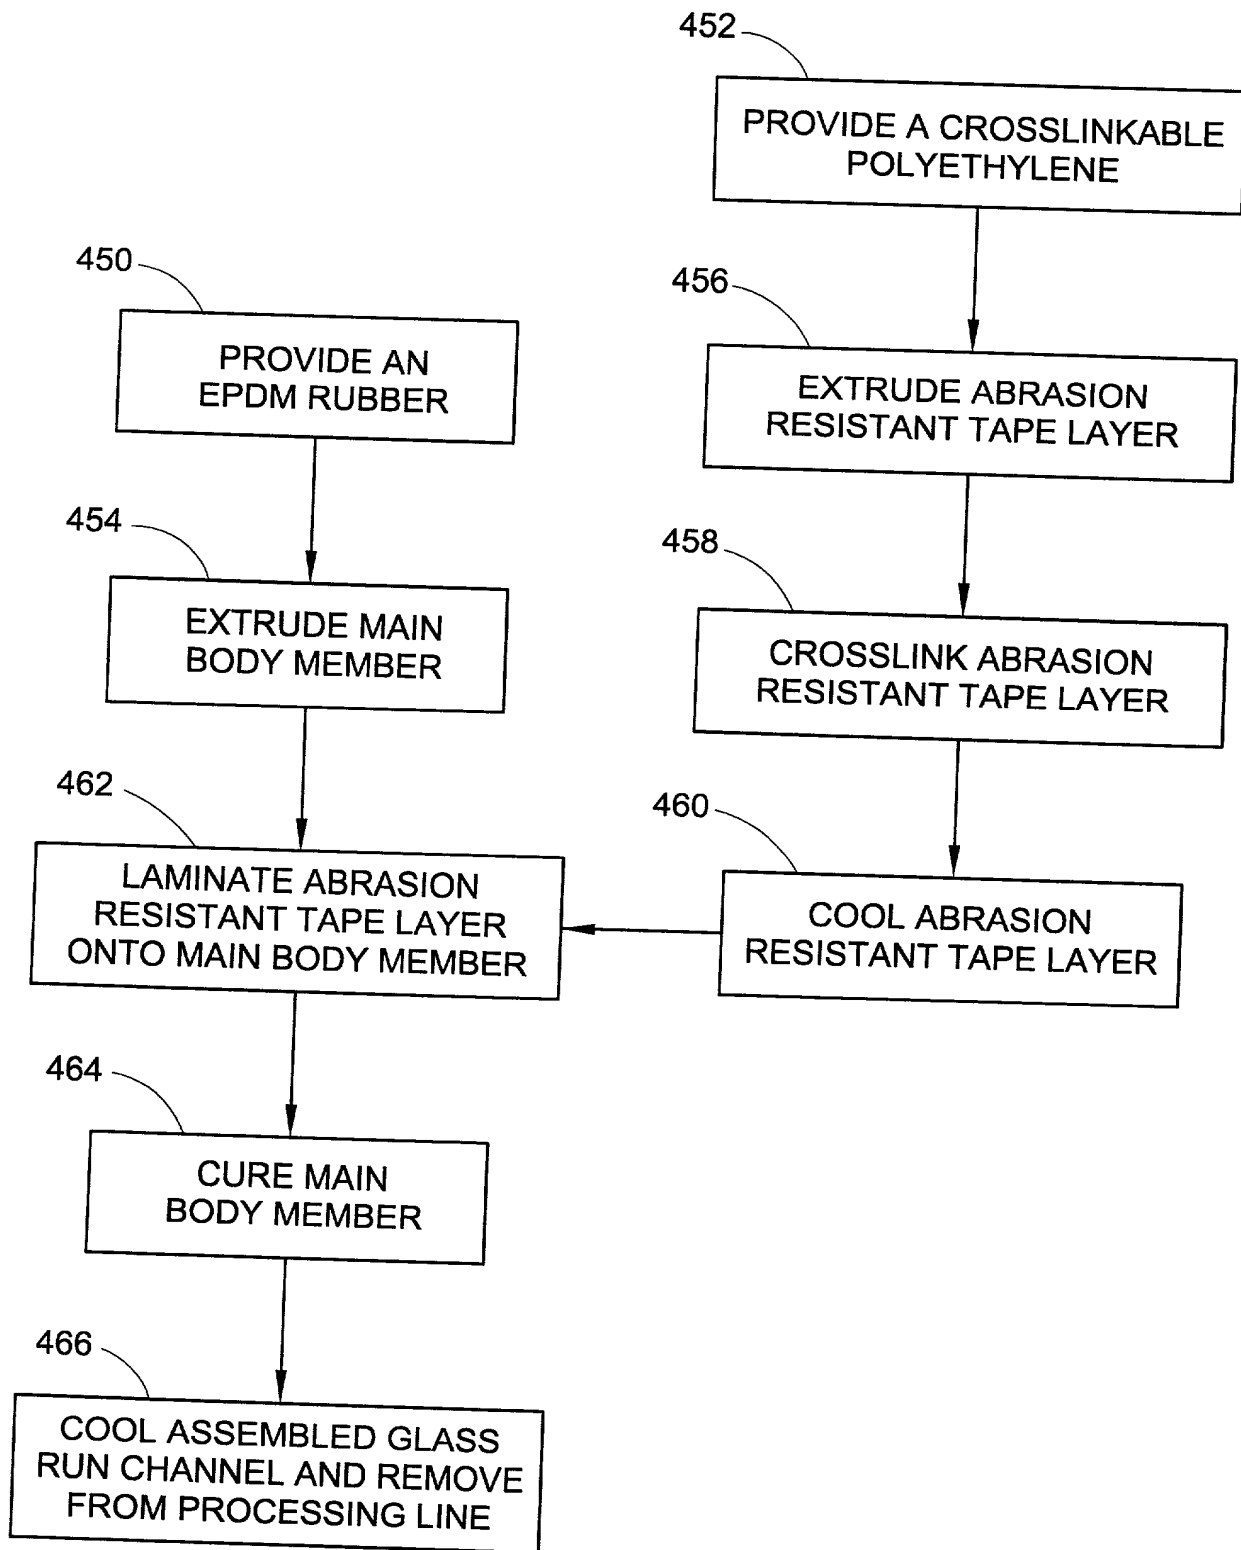 452
PROVIDE A CROSSLINKABLE
POLYETHYLENE
450
PROVIDE AN
EPDM RUBBER
456
EXTRUDE ABRASION
RESISTANT TAPE LAYER
454
EXTRUDE MAIN
BODY MEMBER
458
CROSSLINK ABRASION
RESISTANT TAPE LAYER
462
LAMINATE ABRASION
RESISTANT TAPE LAYER
ONTO MAIN BODY MEMBER
460
COOL ABRASION
RESISTANT TAPE LAYER
464
CURE MAIN
BODY MEMBER
466
COOL ASSEMBLED GLASS
RUN CHANNEL AND REMOVE
FROM PROCESSING LINE